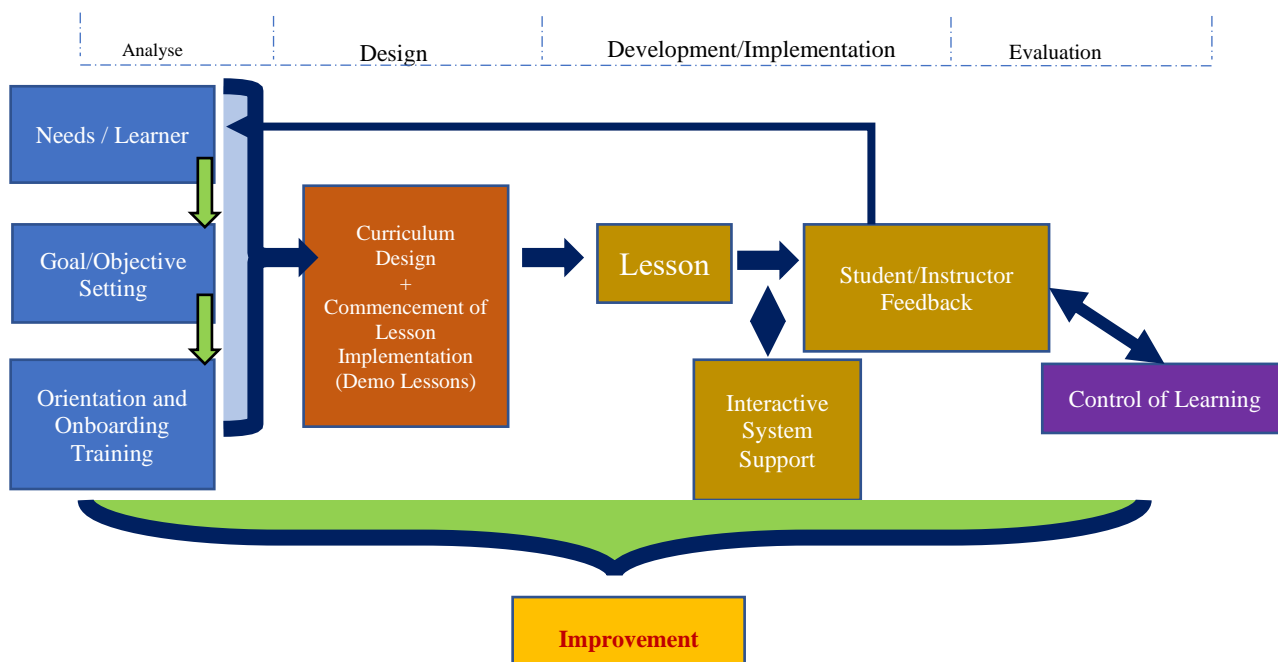 Analyse
Design
Development/Implementation
Evaluation
Needs / Learner
Goal/Objective
Setting
Orientation and
Onboarding
Training
Curriculum
Design
+
Commencement of
Lesson
Implementation
(Demo Lessons)
Lesson
Student/Instructor
Feedback
Interactive
System
Support
Control of Learning
Improvement